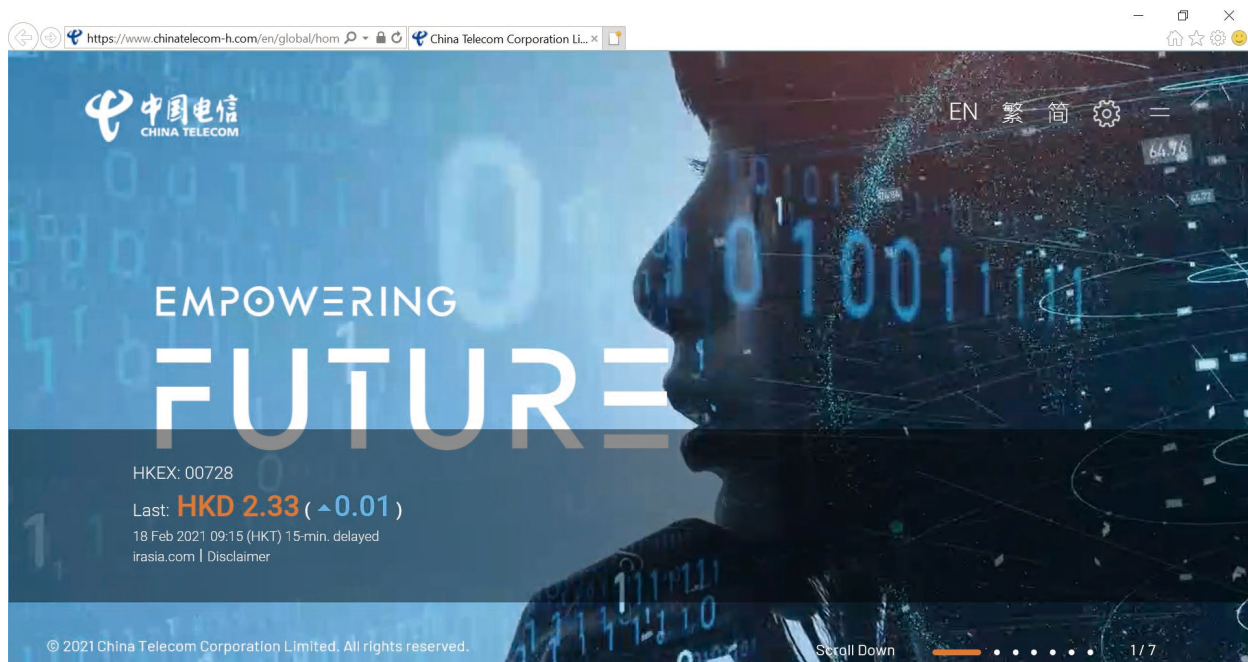 https://www.chinatelecom-h.com/en/global/hom
China Telecom Corporation Li...
中国电信
CHINA TELECOM
EN 繁 简
64.76
EMPOWERING
FUTURE
HKEX: 00728
Last: HKD 2.33 ( 0.01 )
18 Feb 2021 09:15 (HKT) 15-min. delayed
irasia.com | Disclaimer
© 2021 China Telecom Corporation Limited. All rights reserved.
Scroll Down
1/7